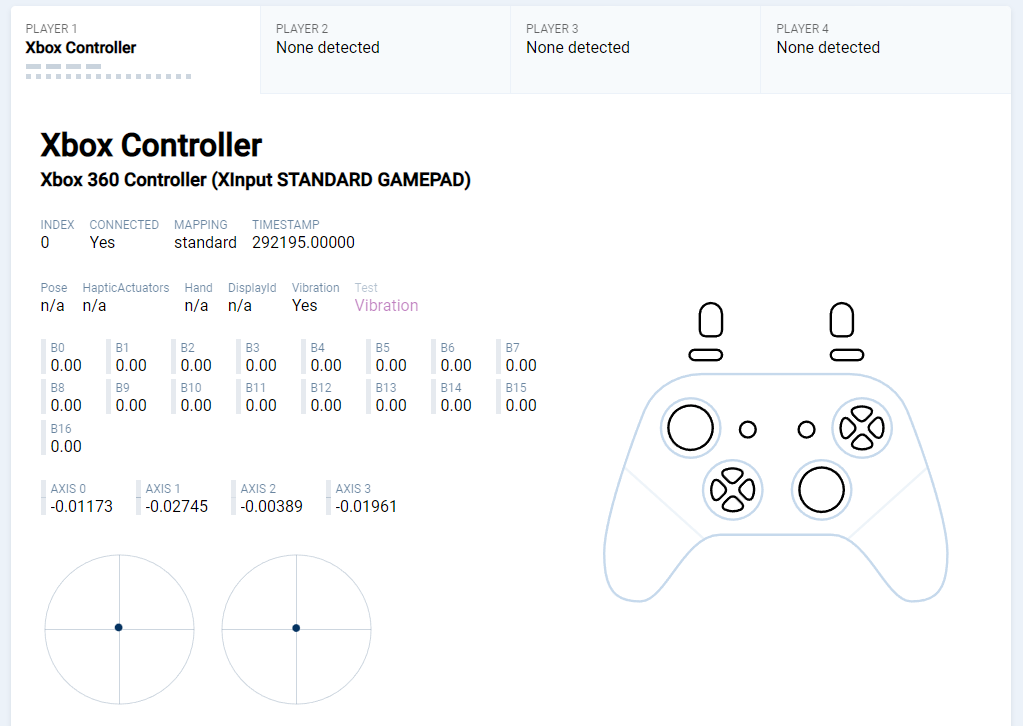 PLAYER 1
Xbox Controller
PLAYER 2
None detected
PLAYER 3
None detected
PLAYER 4
None detected
Xbox Controller
Xbox 360 Controller (XInput STANDARD GAMEPAD)
INDEX CONNECTED MAPPING TIMESTAMP
0 Yes standard 292195.00000
Pose HapticActuators Hand DisplayId Vibration Test
n/a n/a n/a n/a Yes Vibration
B0 B1 B2 B3 B4 B5 B6 B7
0.00 0.00 0.00 0.00 0.00 0.00 0.00 0.00
B8 B9 B10 B11 B12 B13 B14 B15
0.00 0.00 0.00 0.00 0.00 0.00 0.00 0.00
B16
0.00
AXIS 0 AXIS 1 AXIS 2 AXIS 3
-0.01173 -0.02745 -0.00389 -0.01961